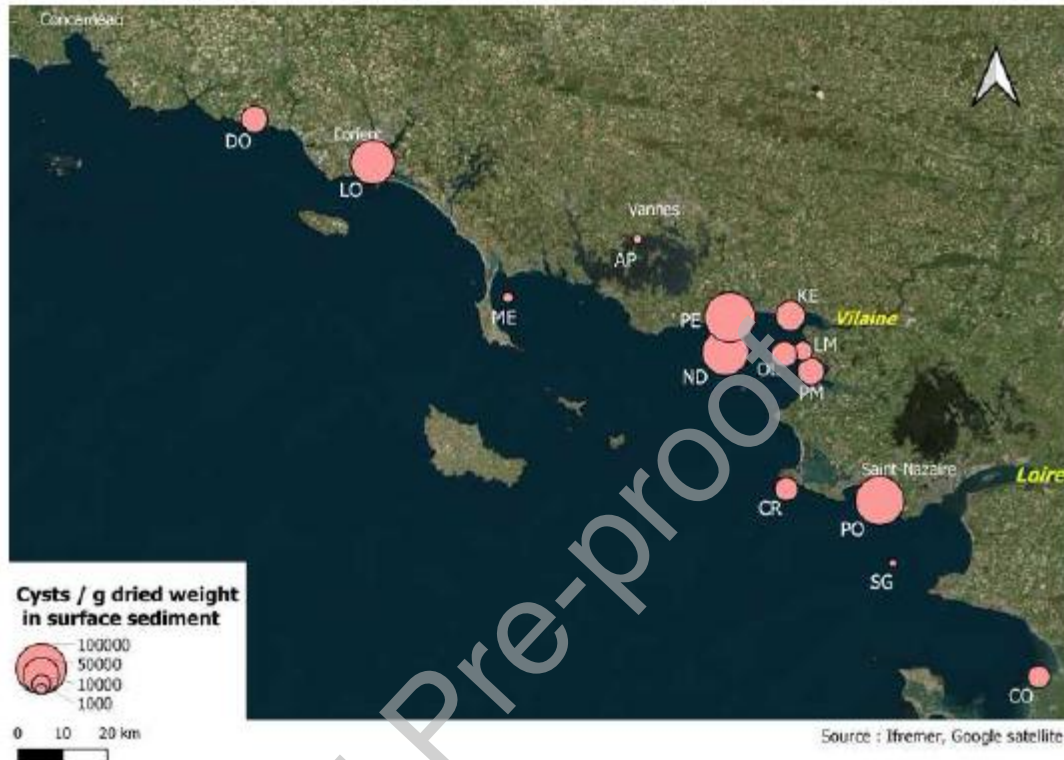 Concarneau
DO
Lorient
LO
Vannes
AP
ME
PE
KE
Vilaine
ND
OL
LM
PM
Saint-Nazaire
Loire
CR
PO
SG
CO
Cysts / g dried weight
in surface sediment
100000
50000
10000
1000
0 10 20 km
Source : Ifremer, Google satellite
Pre-proof